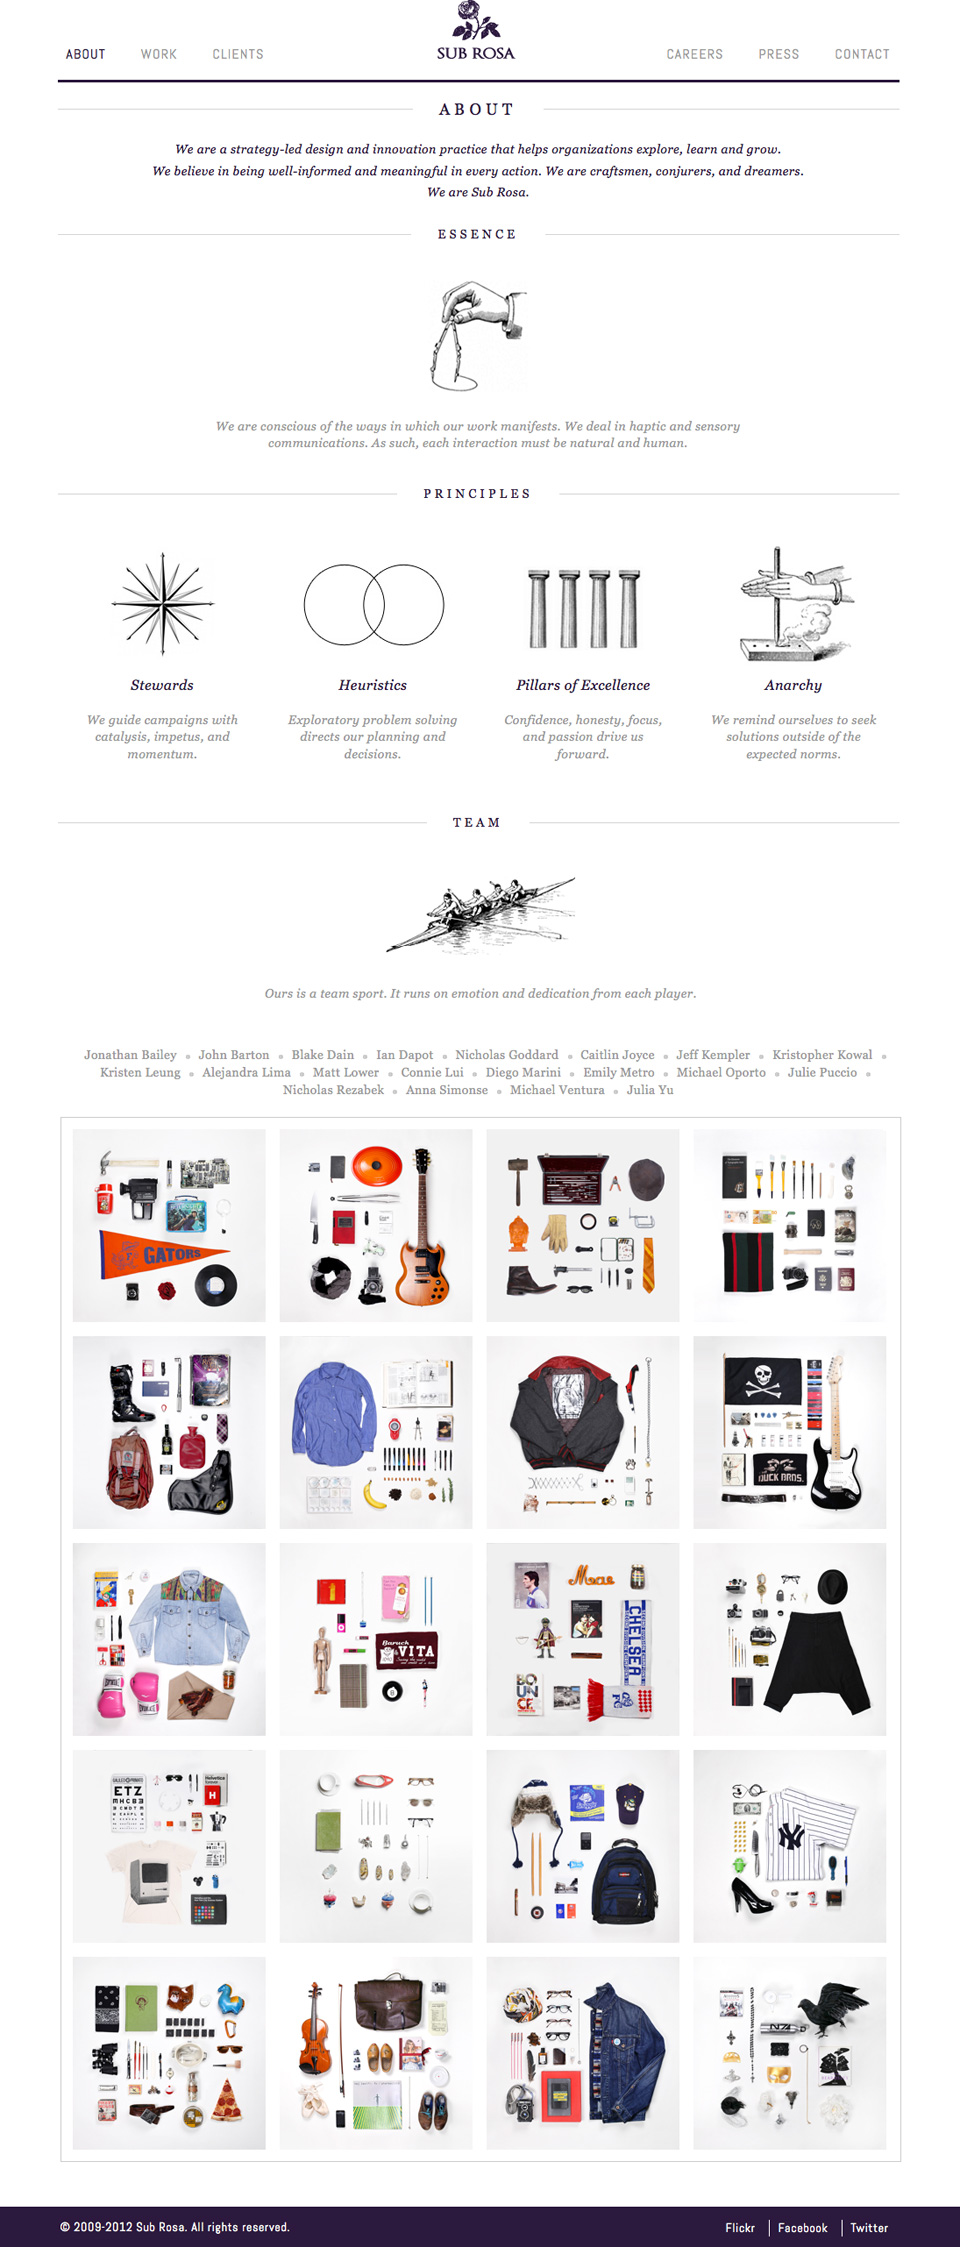 SUB ROSA
ABOUT WORK CLIENTS CAREERS PRESS CONTACT
ABOUT
We are a strategy-led design and innovation practice that helps organizations explore, learn and grow.
We believe in being well-informed and meaningful in every action. We are craftsmen, conjurers, and dreamers.
We are Sub Rosa.
ESSENCE
We are conscious of the ways in which our work manifests. We deal in haptic and sensory
communications. As such, each interaction must be natural and human.
PRINCIPLES
Stewards
We guide campaigns with
catalysis, impetus, and
momentum.
Heuristics
Exploratory problem solving
directs our planning and
decisions.
Pillars of Excellence
Confidence, honesty, focus,
and passion drive us
forward.
Anarchy
We remind ourselves to seek
solutions outside of the
expected norms.
TEAM
Ours is a team sport. It runs on emotion and dedication from each player.
Jonathan Bailey • John Barton • Blake Dain • Ian Dapot • Nicholas Goddard • Caitlin Joyce • Jeff Kempler • Kristopher Kowal •
Kristen Leung • Alejandra Lima • Matt Lower • Connie Lui • Diego Marini • Emily Metro • Michael Oporto • Julie Puccio •
Nicholas Rezabek • Anna Simonse • Michael Ventura • Julia Yu
GATORS
DUCK BROS.
Baruch
VITA
CHELSEA
BOUNCE
ETZ
Helvetica
H
NY
N7
© 2009-2012 Sub Rosa. All rights reserved.
Flickr | Facebook | Twitter